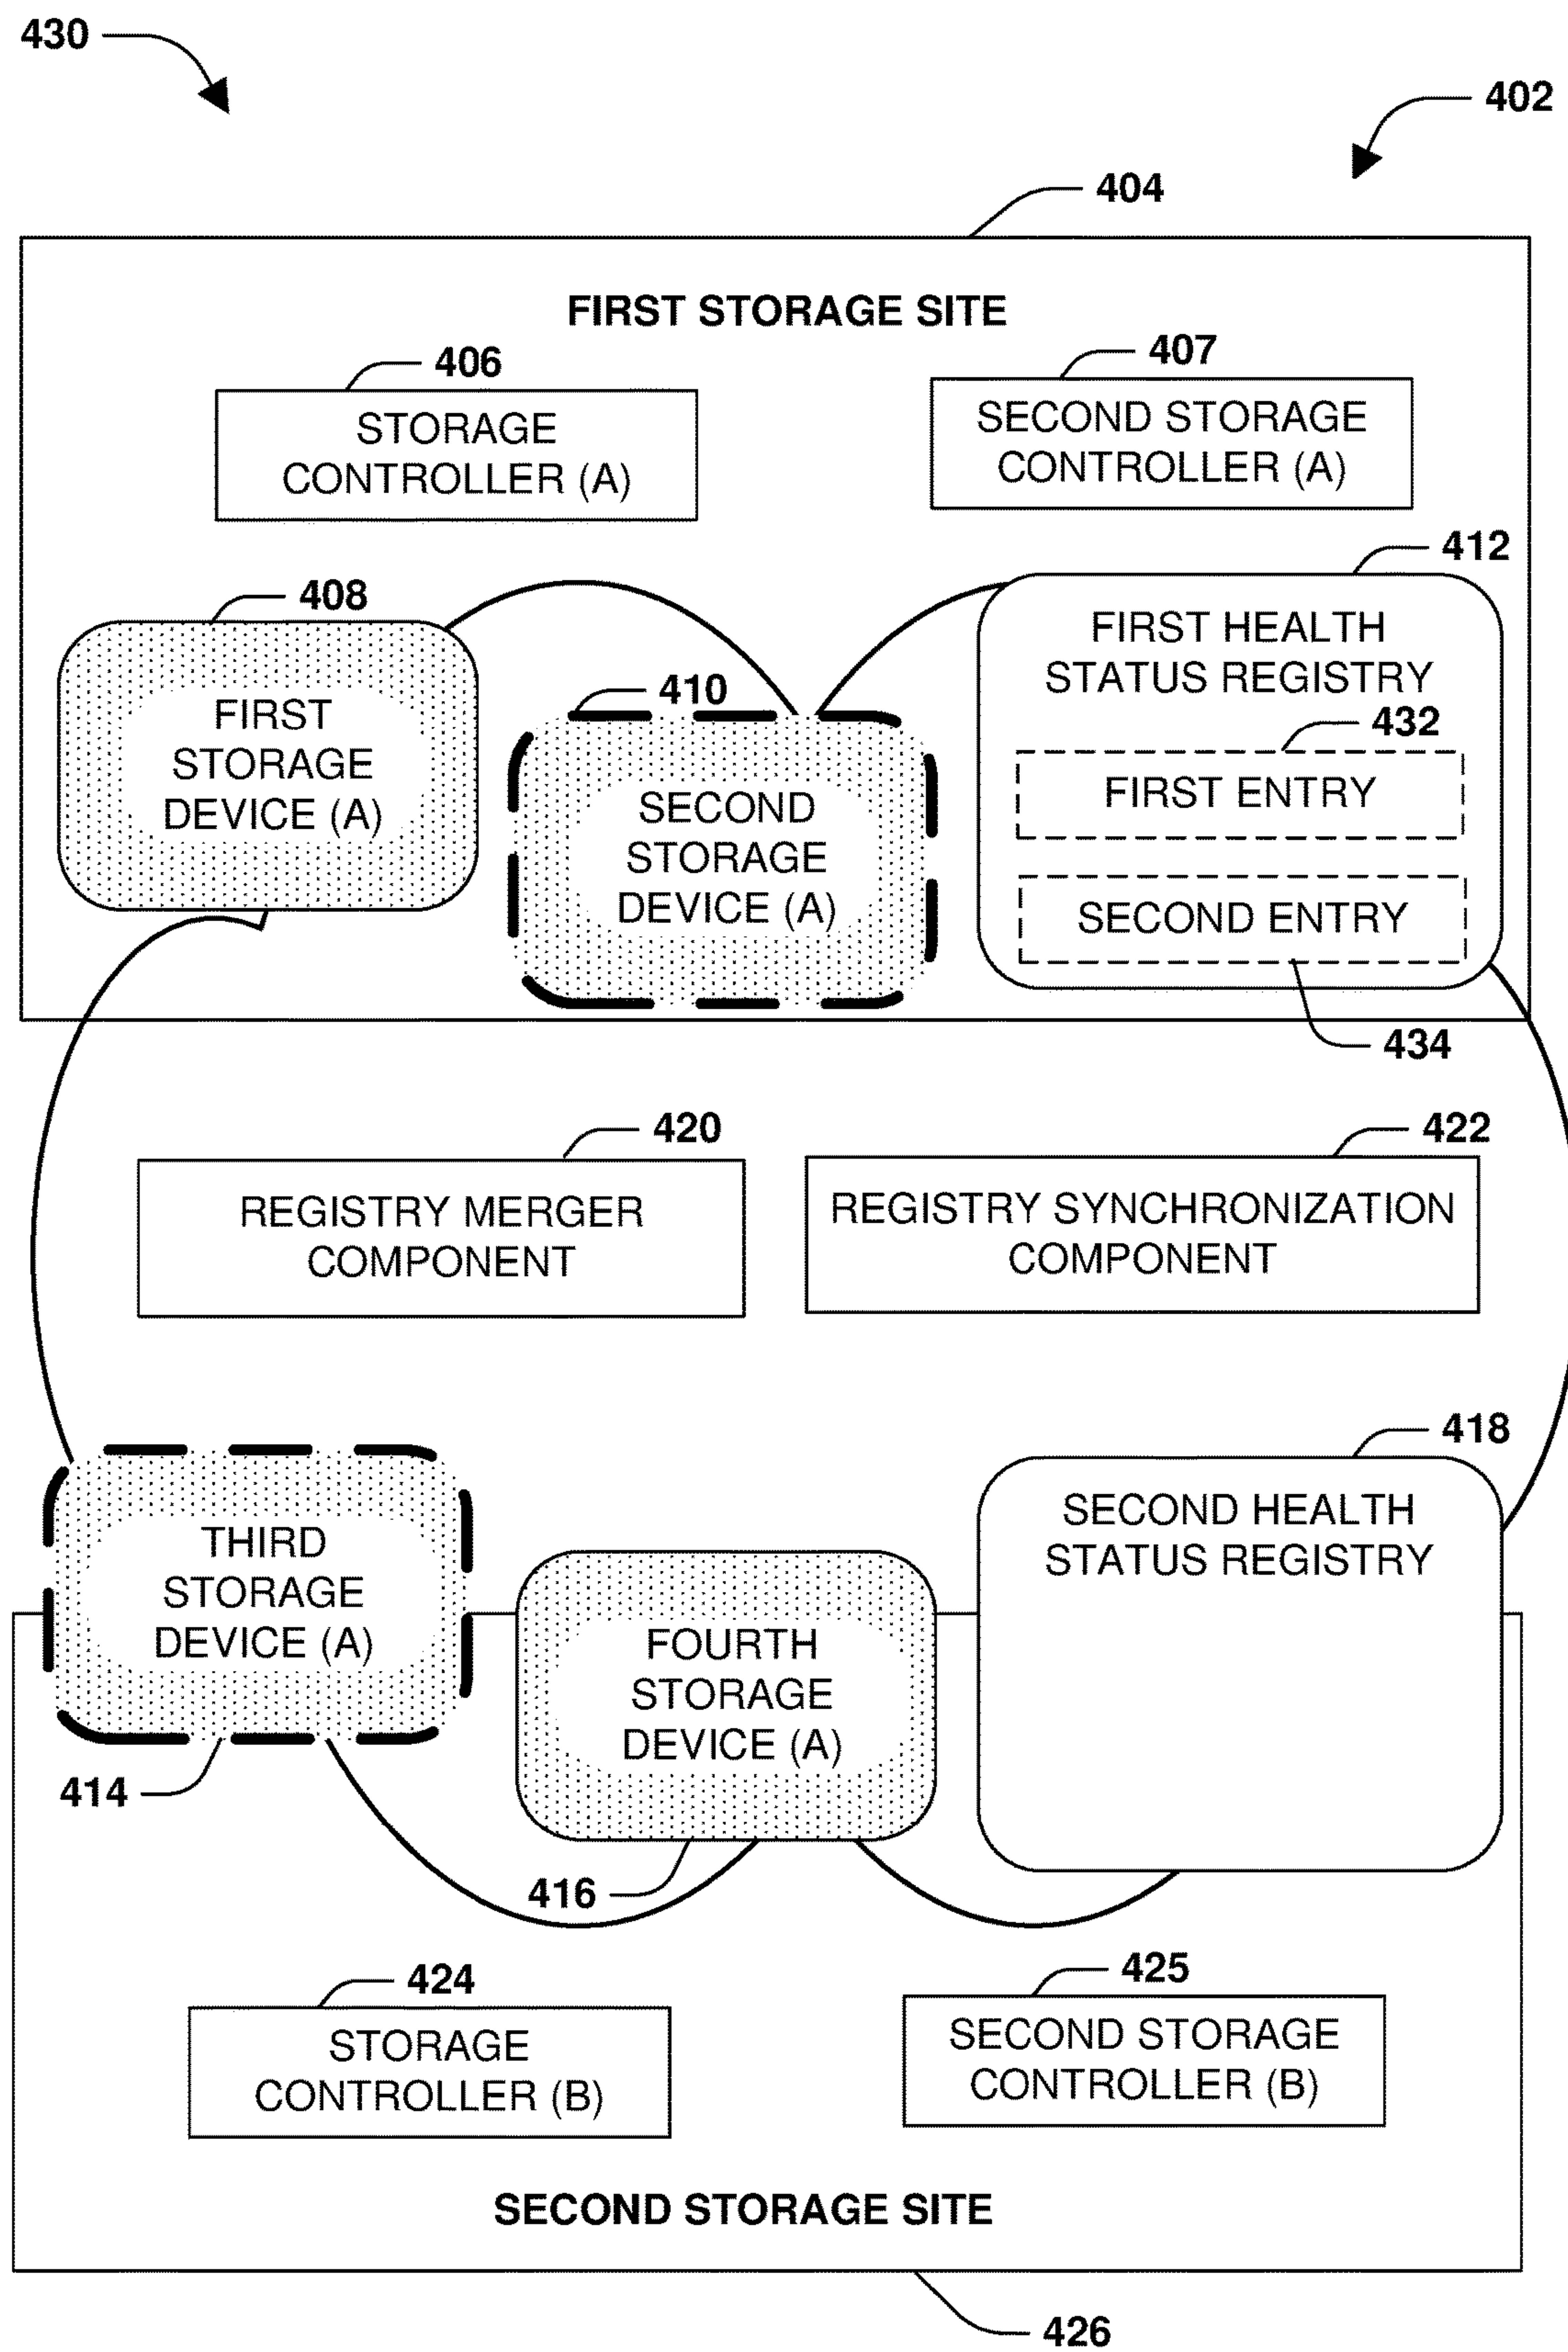 430
402
404
FIRST STORAGE SITE
406
407
STORAGE
CONTROLLER (A)
SECOND STORAGE
CONTROLLER (A)
412
408
FIRST HEALTH
STATUS REGISTRY
410
FIRST
STORAGE
DEVICE (A)
432
FIRST ENTRY
SECOND
STORAGE
DEVICE (A)
SECOND ENTRY
434
420
422
REGISTRY MERGER
COMPONENT
REGISTRY SYNCHRONIZATION
COMPONENT
418
SECOND HEALTH
STATUS REGISTRY
THIRD
STORAGE
DEVICE (A)
FOURTH
STORAGE
DEVICE (A)
414
416
424
425
STORAGE
CONTROLLER (B)
SECOND STORAGE
CONTROLLER (B)
SECOND STORAGE SITE
426